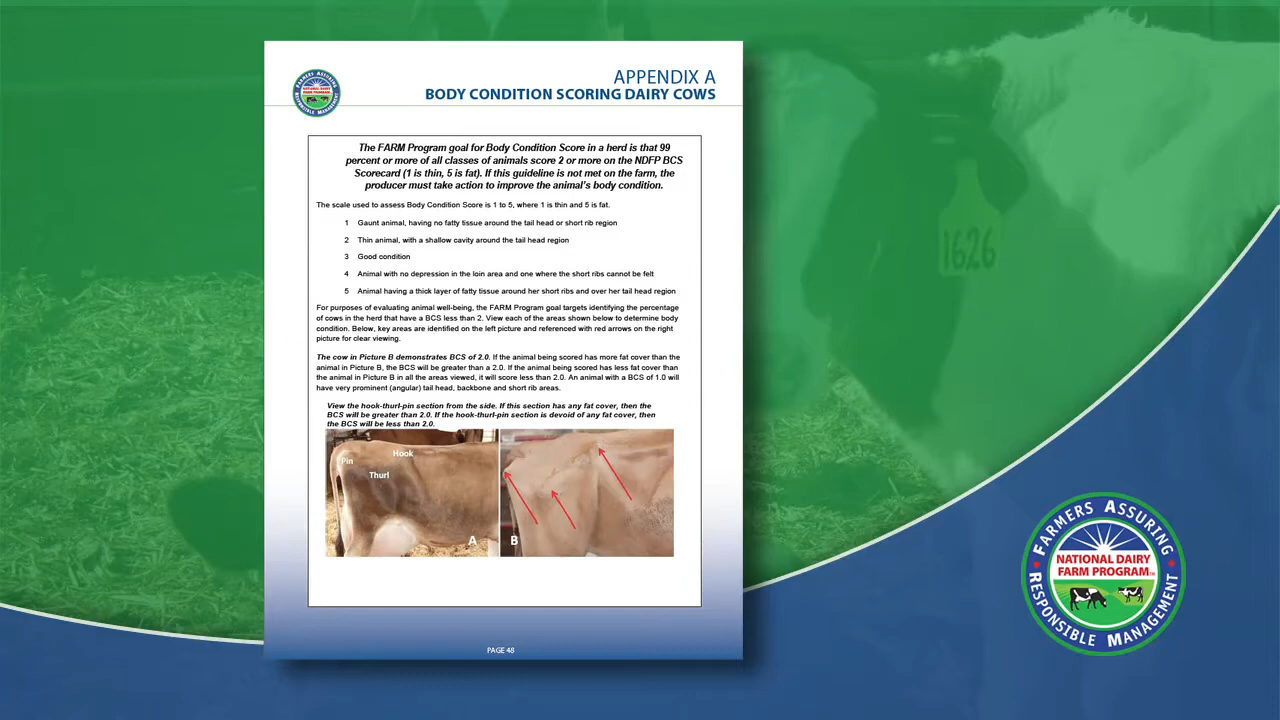 APPENDIX A
BODY CONDITION SCORING DAIRY COWS
FARMERS ASSURING
NATIONAL DAIRY
FARM PROGRAM
RESPONSIBLE MANAGEMENT
The FARM Program goal for Body Condition Score in a herd is that 99
percent or more of all classes of animals score 2 or more on the NDFP BCS
Scorecard (1 is thin, 5 is fat). If this guideline is not met on the farm, the
producer must take action to improve the animal's body condition.
The scale used to assess Body Condition Score is 1 to 5, where 1 is thin and 5 is fat.
1 Gaunt animal, having no fatty tissue around the tail head or short rib region
2 Thin animal, with a shallow cavity around the tail head region
3 Good condition
4 Animal with no depression in the loin area and one where the short ribs cannot be felt
5 Animal having a thick layer of fatty tissue around her short ribs and over her tail head region
For purposes of evaluating animal well-being, the FARM Program goal targets identifying the percentage
of cows in the herd that have a BCS less than 2. View each of the areas shown below to determine body
condition. Below, key areas are identified on the left picture and referenced with red arrows on the right
picture for clear viewing.
The cow in Picture B demonstrates BCS of 2.0. If the animal being scored has more fat cover than the
animal in Picture B, the BCS will be greater than a 2.0. If the animal being scored has less fat cover than
the animal in Picture B in all the areas viewed, it will score less than 2.0. An animal with a BCS of 1.0 will
have very prominent (angular) tail head, backbone and short rib areas.
View the hook-thurl-pin section from the side. If this section has any fat cover, then the
BCS will be greater than 2.0. If the hook-thurl-pin section is devoid of any fat cover, then
the BCS will be less than 2.0.
Hook
Pin
Thurl
A
B
PAGE 48
1626
FARMERS ASSURING
NATIONAL DAIRY
FARM PROGRAM™
RESPONSIBLE MANAGEMENT